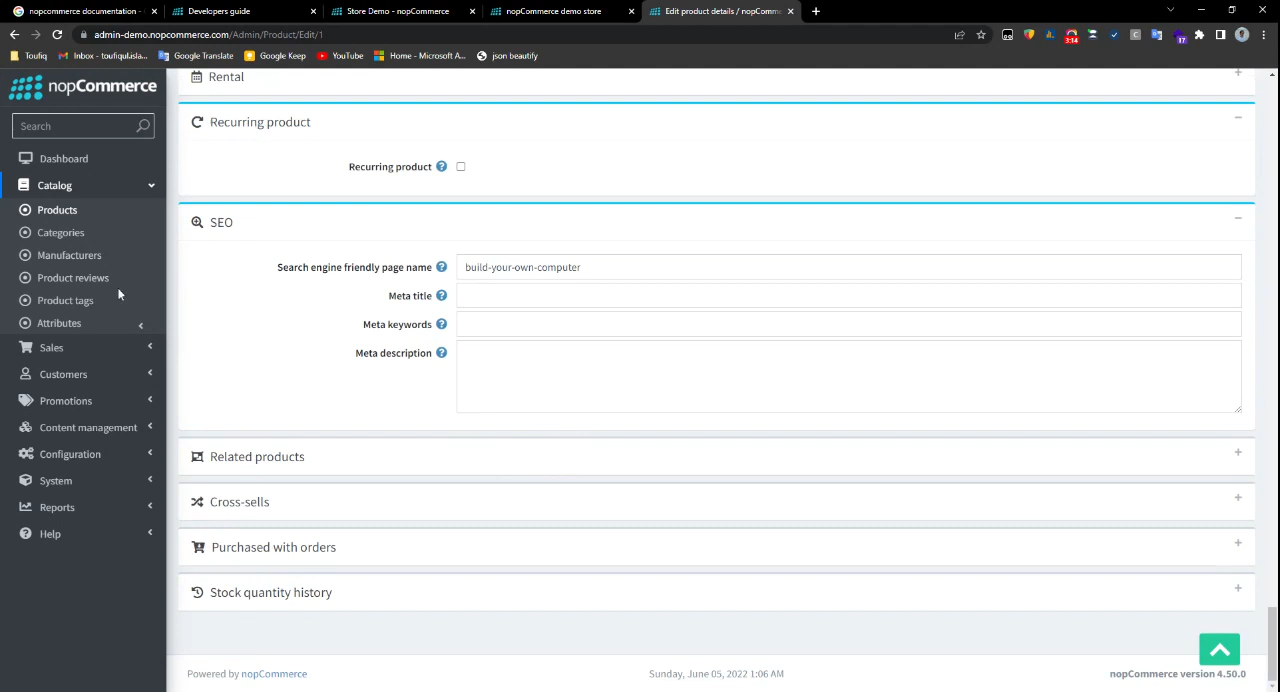 nopcommerce documentation -
Developers guide
Store Demo - nopCommerce
nopCommerce demo store
Edit product details / nopComm
admin-demo.nopcommerce.com/Admin/Product/Edit/1
3:14
17
Toufiq
Inbox - toufiqul.isla...
Google Translate
Google Keep
YouTube
Home - Microsoft A...
json beautify
nopCommerce
Search
Dashboard
Catalog
Products
Categories
Manufacturers
Product reviews
Product tags
Attributes
Sales
Customers
Promotions
Content management
Configuration
System
Reports
Help
Rental
Recurring product
Recurring product
SEO
Search engine friendly page name build-your-own-computer
Meta title
Meta keywords
Meta description
Related products
Cross-sells
Purchased with orders
Stock quantity history
Powered by nopCommerce
Sunday, June 05, 2022 1:06 AM
nopCommerce version 4.50.0